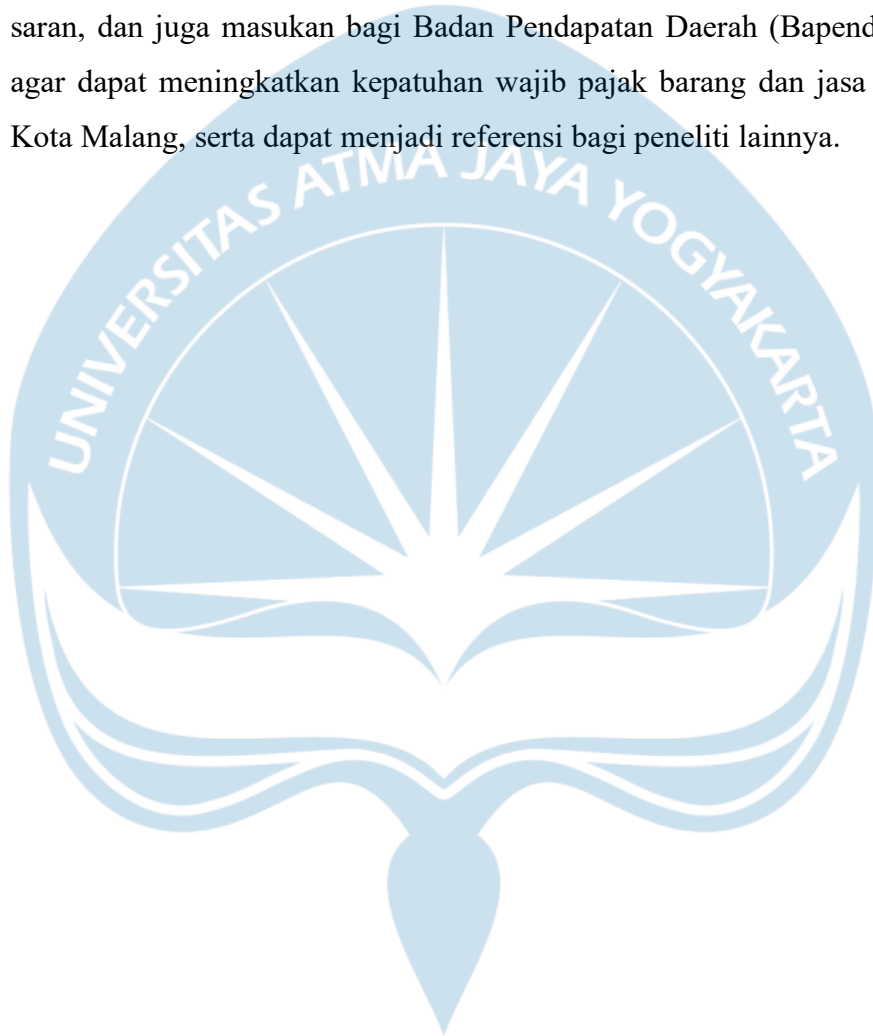 saran, dan juga masukan bagi Badan Pendapatan Daerah (Bapend
agar dapat meningkatkan kepatuhan wajib pajak barang dan jasa
Kota Malang, serta dapat menjadi referensi bagi peneliti lainnya.
UNIVERSITAS ATMA JAYA YOGYAKARTA